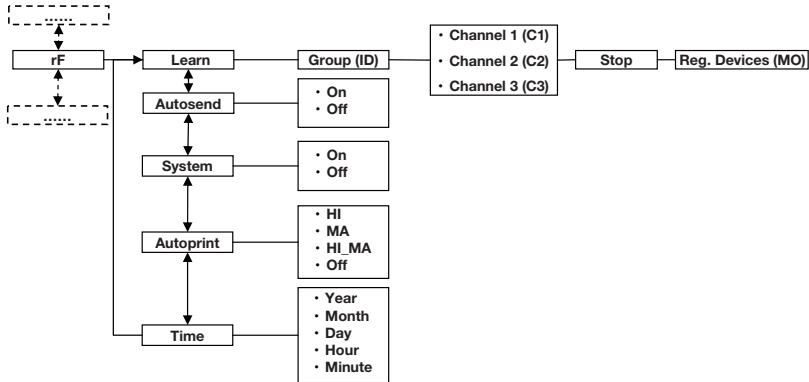 ......
rF
......
Learn
Group (ID)
• Channel 1 (C1)
• Channel 2 (C2)
• Channel 3 (C3)
Stop
Reg. Devices (MO)
Autosend
• On
• Off
System
• On
• Off
Autoprint
• HI
• MA
• HI_MA
• Off
Time
• Year
• Month
• Day
• Hour
• Minute